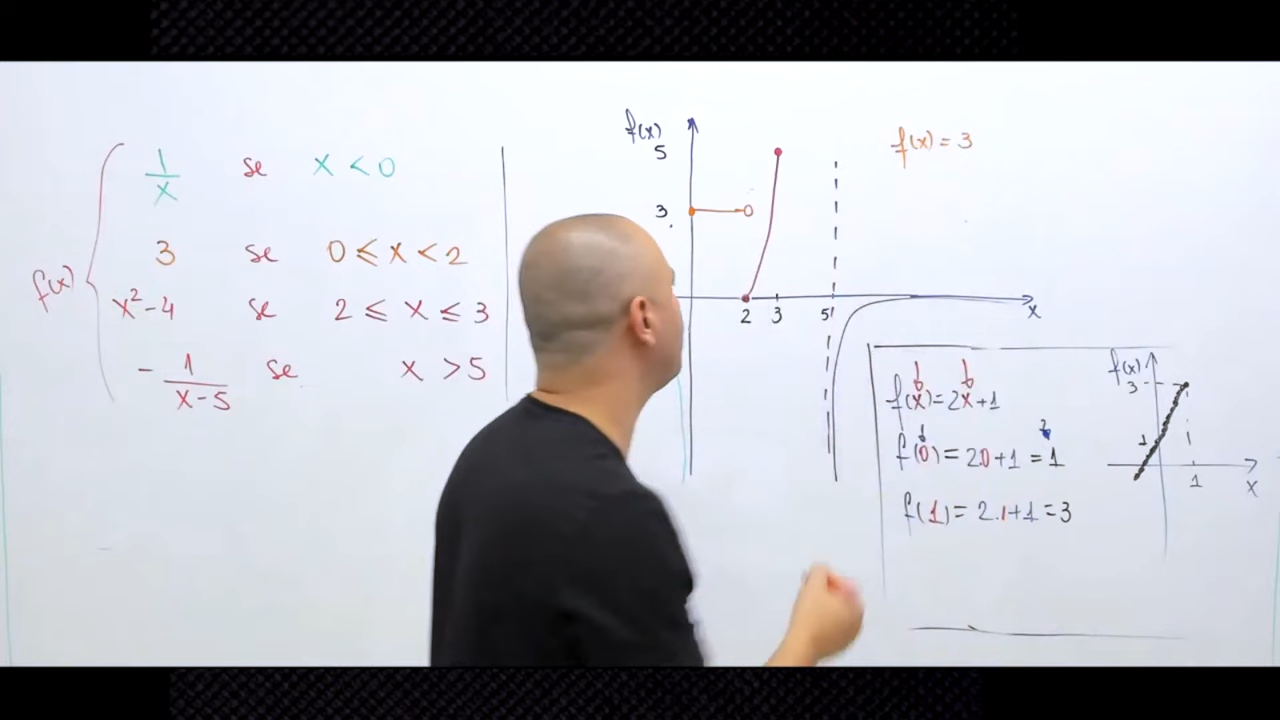 f(x) {
1/x se x < 0
3 se 0 ≤ x < 2
x²-4 se 2 ≤ x ≤ 3
- 1/(x-5) se x > 5
f(x)
5
3
2 3 5
x
f(x) = 3
f(x) = 2x+1
f(0) = 2.0+1 = 1
f(1) = 2.1+1 = 3
f(x)
3
1
1
x